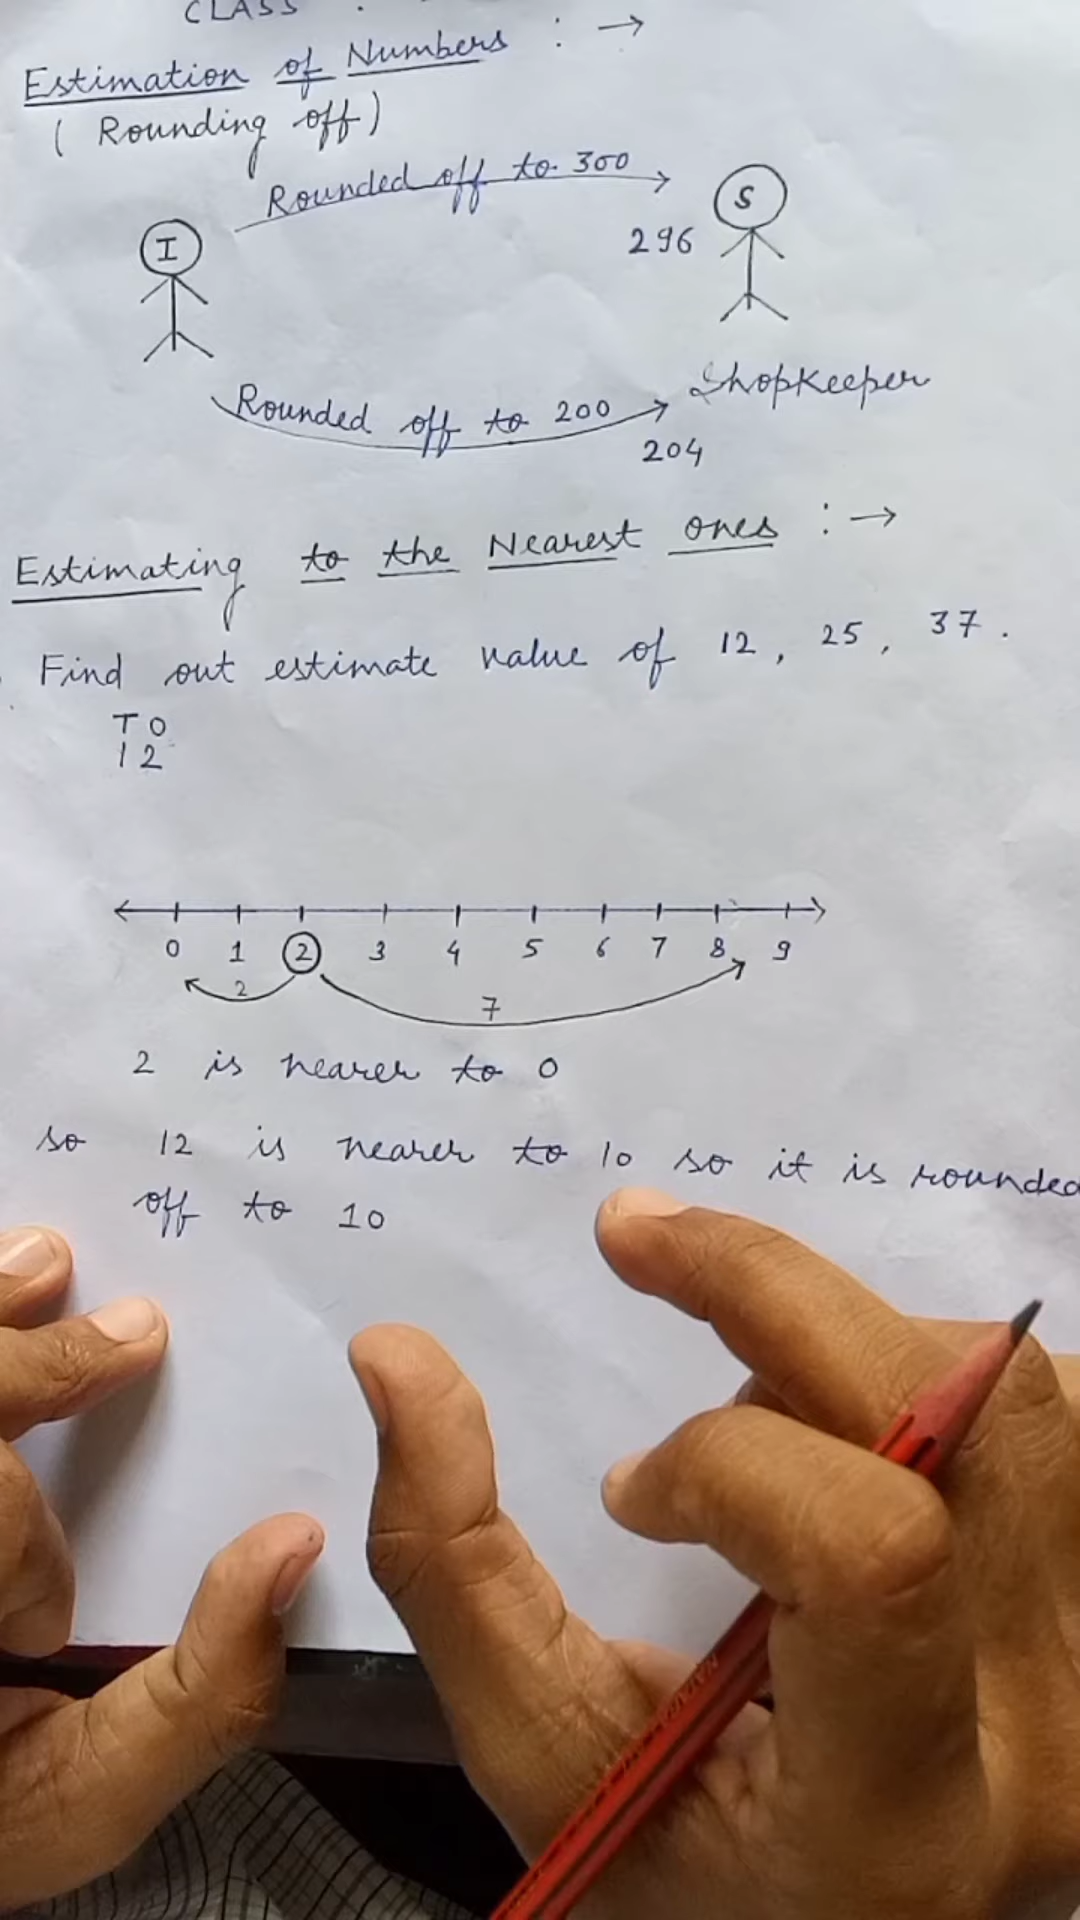 CLASS :
Estimation of Numbers : →
( Rounding off )
Rounded off to 300 →
I
S
296
Shopkeeper
Rounded off to 200 →
204
Estimating to the Nearest ones : →
Find out estimate value of 12 , 25 , 37 .
T O
1 2
0 1 2 3 4 5 6 7 8 9
2
7
2 is nearer to 0
so 12 is nearer to 10 so it is rounded
off to 10